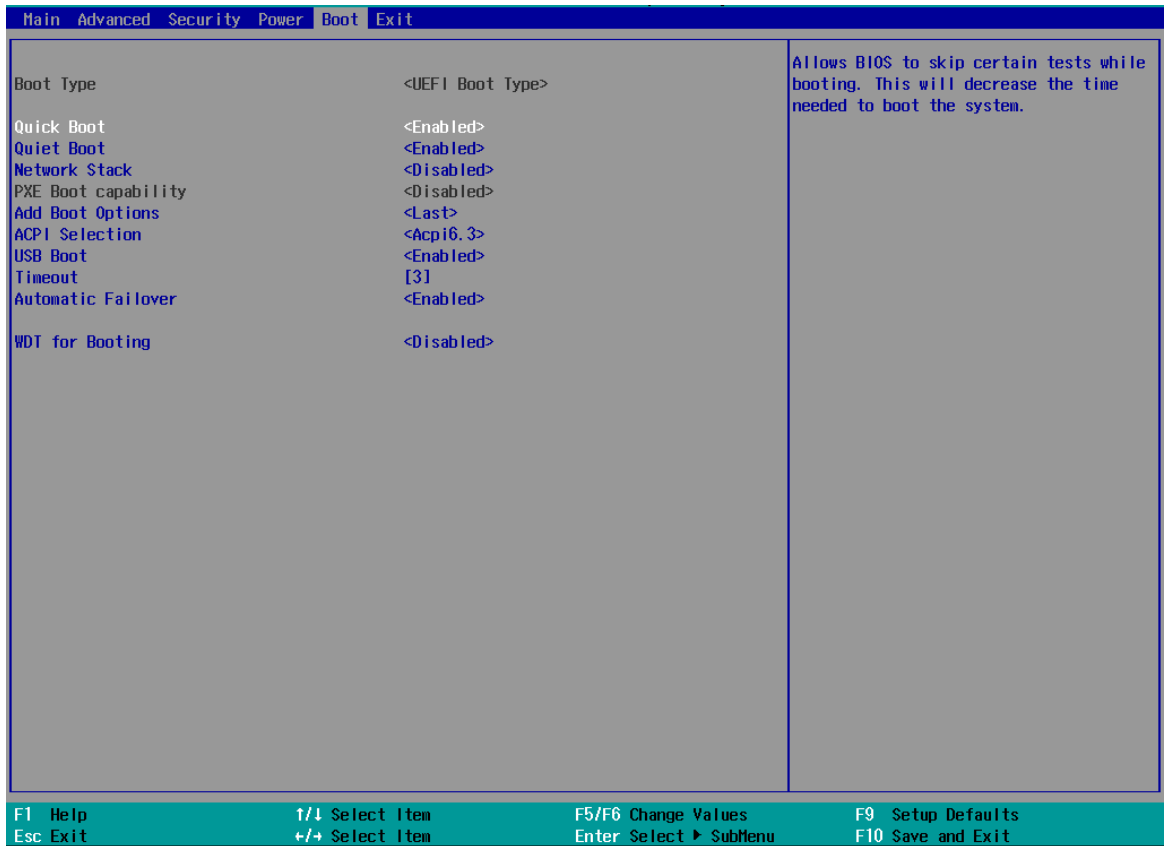 Main Advanced Security Power Boot Exit
Boot Type <UEFI Boot Type>
Quick Boot <Enabled>
Quiet Boot <Enabled>
Network Stack <Disabled>
PXE Boot capability <Disabled>
Add Boot Options <Last>
ACPI Selection <Acpi6.3>
USB Boot <Enabled>
Timeout [3]
Automatic Failover <Enabled>
WDT for Booting <Disabled>
Allows BIOS to skip certain tests while
booting. This will decrease the time
needed to boot the system.
F1 Help ↑/↓ Select Item F5/F6 Change Values F9 Setup Defaults
Esc Exit ←/→ Select Item Enter Select ▶ SubMenu F10 Save and Exit